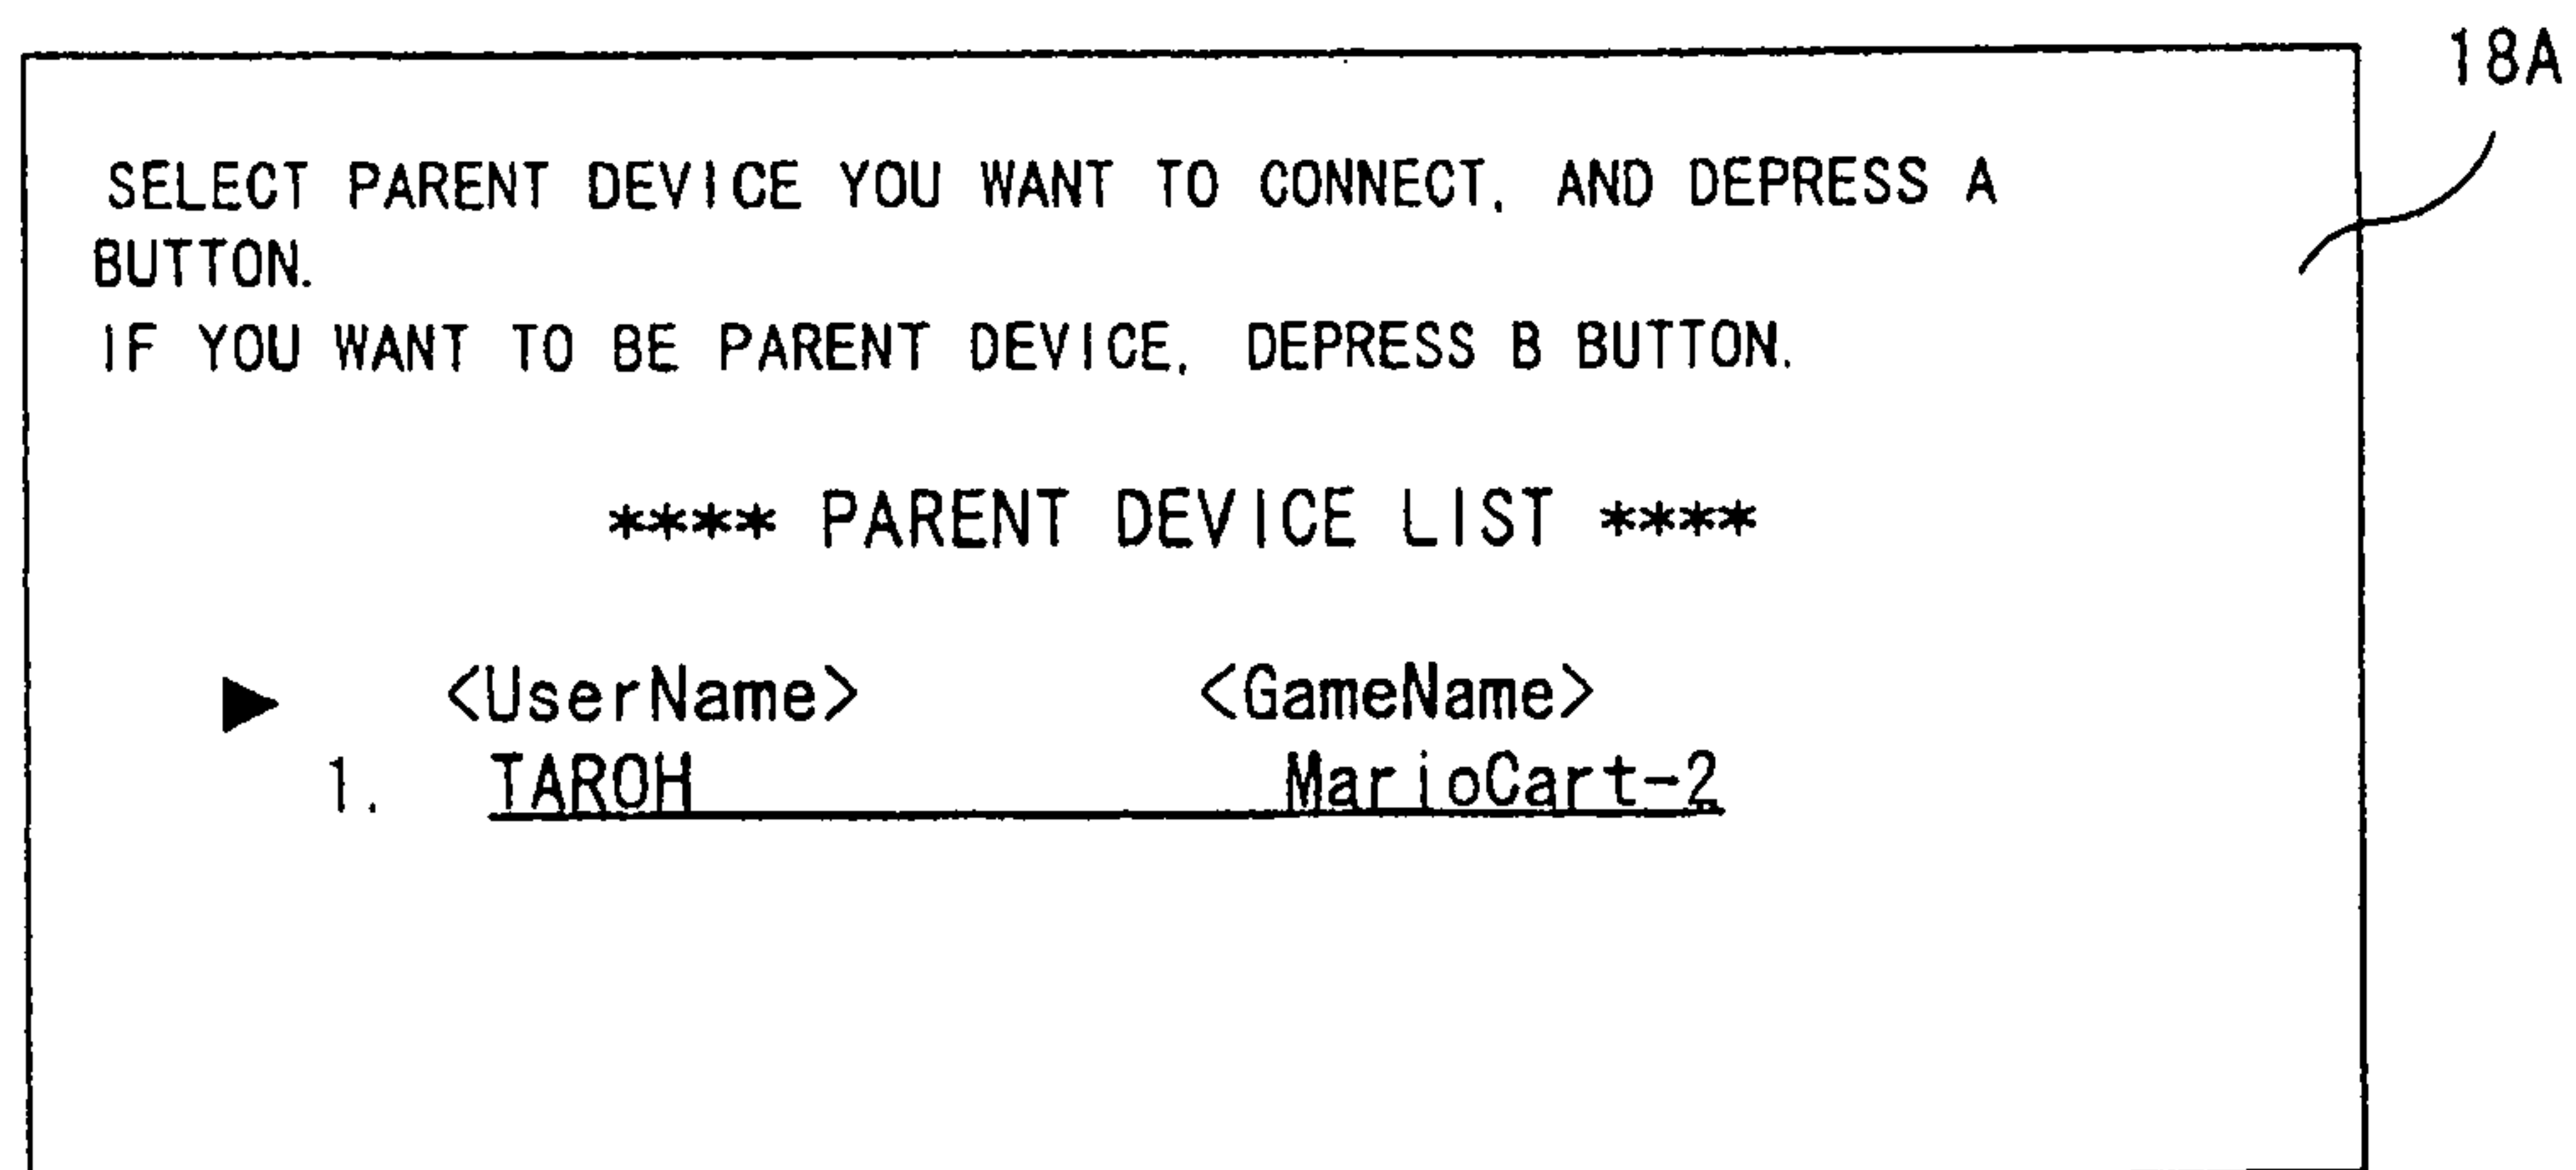 18A
SELECT PARENT DEVICE YOU WANT TO CONNECT, AND DEPRESS A
BUTTON.
IF YOU WANT TO BE PARENT DEVICE, DEPRESS B BUTTON.
**** PARENT DEVICE LIST ****
▶ <UserName> <GameName>
1. TAROH MarioCart-2